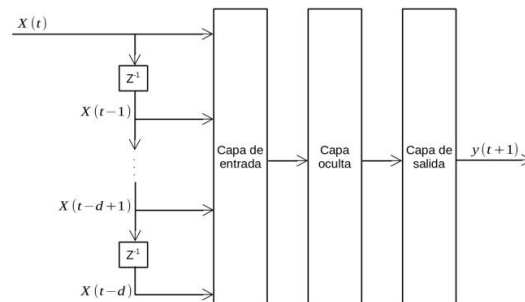 X(t)
Z⁻¹
X(t−1)
X(t−d+1)
Z⁻¹
X(t−d)
Capa de
entrada
Capa
oculta
Capa de
salida
y(t+1)